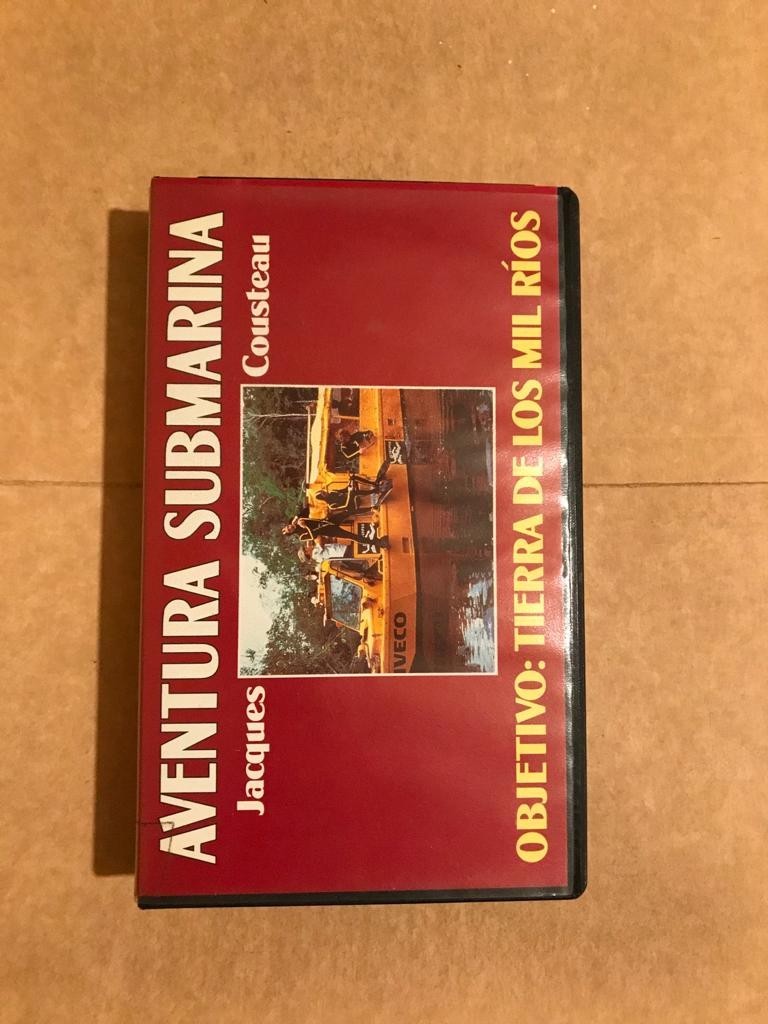 AVENTURA SUBMARINA
Jacques Cousteau
IVECO
OBJETIVO: TIERRA DE LOS MIL RÍOS